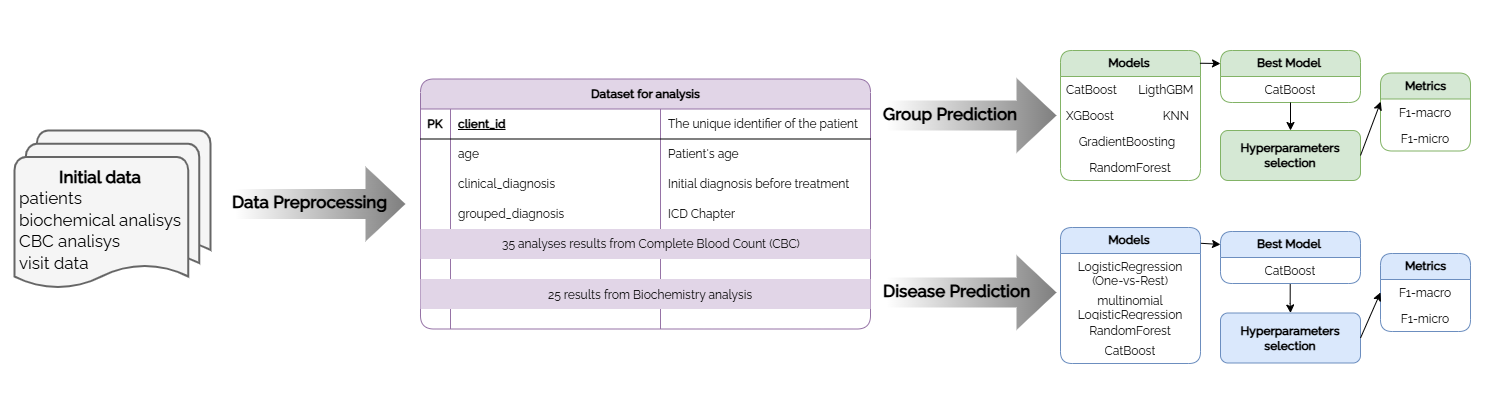 Initial data
patients
biochemical analisys
CBC analisys
visit data
Data Preprocessing
Dataset for analysis
PK client_id The unique identifier of the patient
age Patient's age
clinical_diagnosis Initial diagnosis before treatment
grouped_diagnosis ICD Chapter
35 analyses results from Complete Blood Count (CBC)
25 results from Biochemistry analysis
Group Prediction
Models
CatBoost LigthGBM
XGBoost KNN
GradientBoosting
RandomForest
Best Model
CatBoost
Hyperparameters
selection
Metrics
F1-macro
F1-micro
Disease Prediction
Models
LogisticRegression
(One-vs-Rest)
multinomial
LogisticRegression
RandomForest
CatBoost
Best Model
CatBoost
Hyperparameters
selection
Metrics
F1-macro
F1-micro